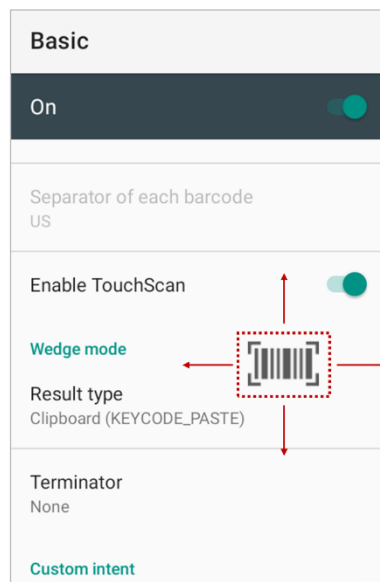 Basic
On
Separator of each barcode
US
Enable TouchScan
Wedge mode
Result type
Clipboard (KEYCODE_PASTE)
Terminator
None
Custom intent